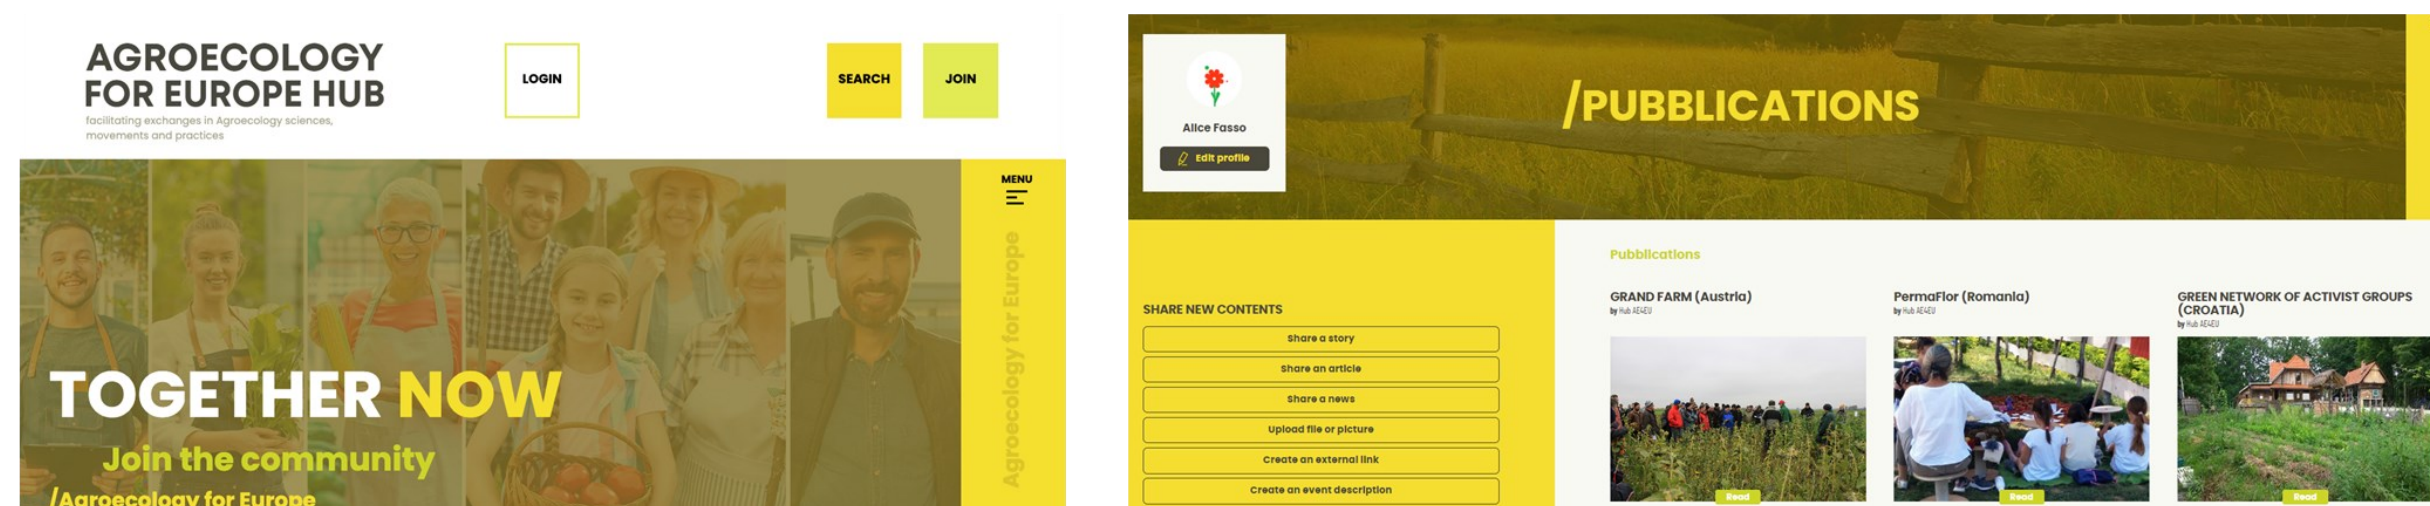 AGROECOLOGY
FOR EUROPE HUB
facilitating exchanges in Agroecology sciences,
movements and practices
LOGIN
SEARCH
JOIN
MENU
Agroecology for Europe
TOGETHER NOW
Join the community
/Agroecology for Europe
Alice Fasso
Edit profile
/PUBBLICATIONS
SHARE NEW CONTENTS
Share a story
Share an article
Share a news
Upload file or picture
Create an external link
Create an event description
Pubblications
GRAND FARM (Austria)
by Hub AE4EU
Read
PermaFlor (Romania)
by Hub AE4EU
Read
GREEN NETWORK OF ACTIVIST GROUPS
(CROATIA)
by Hub AE4EU
Read